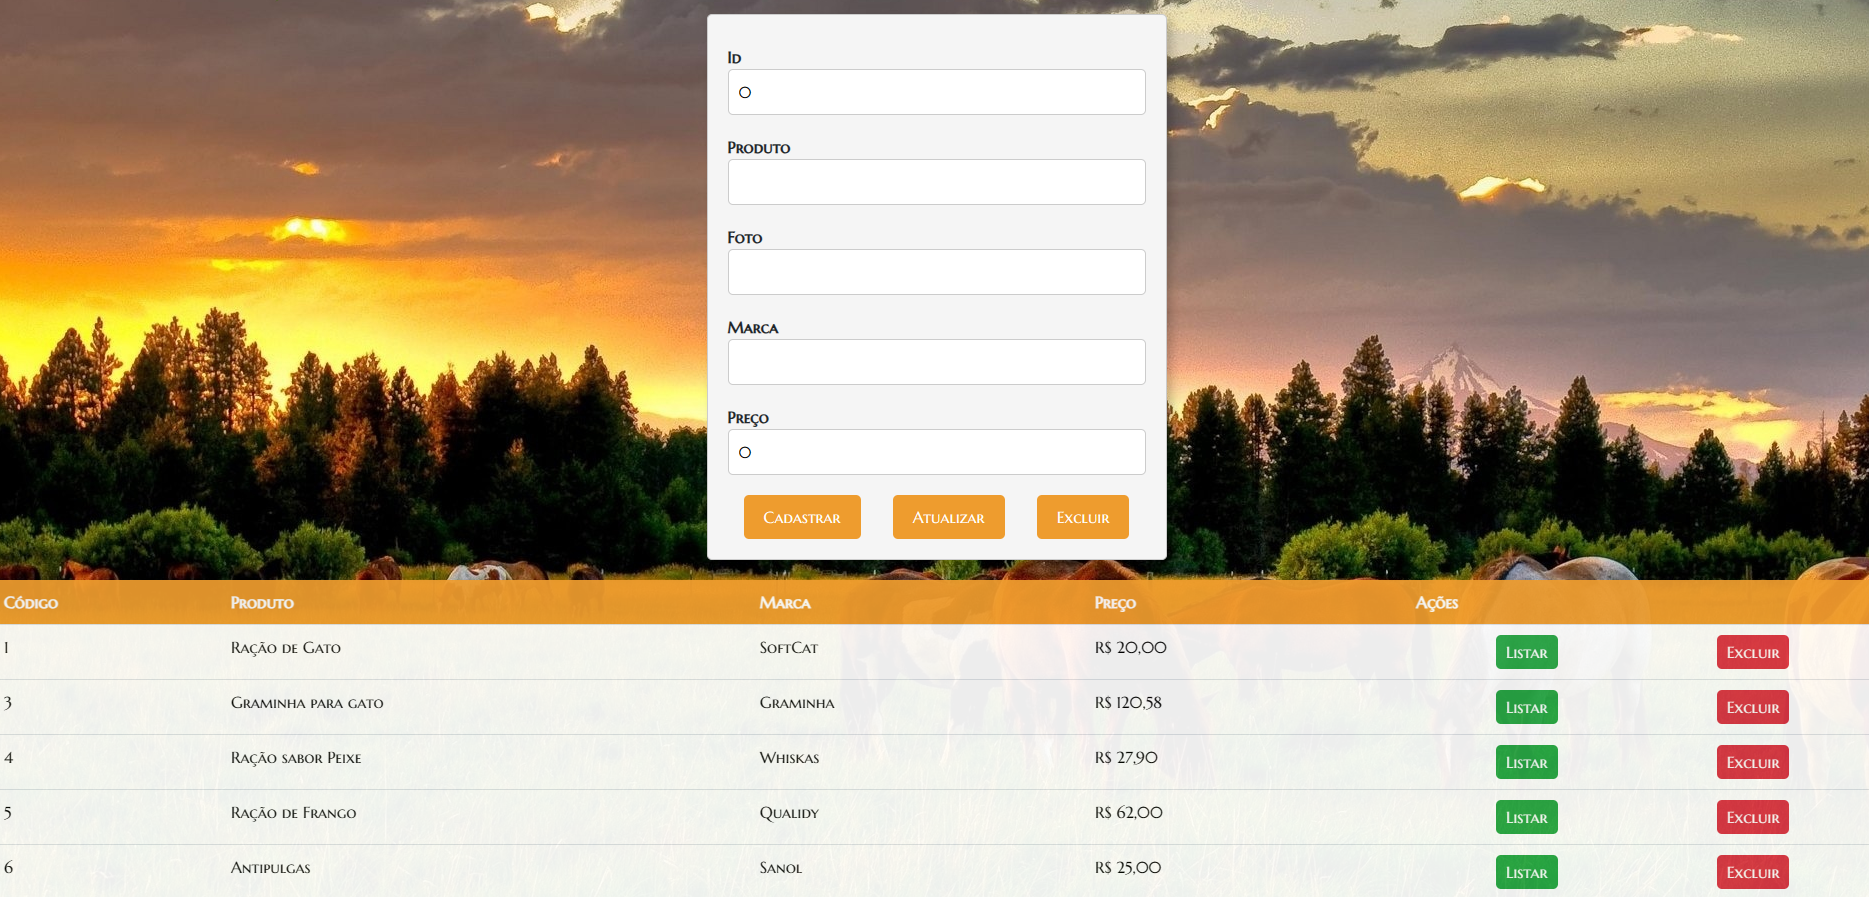 Id
0
Produto
Foto
Marca
Preço
0
Cadastrar Atualizar Excluir
Código Produto Marca Preço Ações
1 Ração de Gato SoftCat R$ 20,00 Listar Excluir
3 Graminha para gato Graminha R$ 120,58 Listar Excluir
4 Ração sabor Peixe Whiskas R$ 27,90 Listar Excluir
5 Ração de Frango Qualidy R$ 62,00 Listar Excluir
6 Antipulgas Sanol R$ 25,00 Listar Excluir